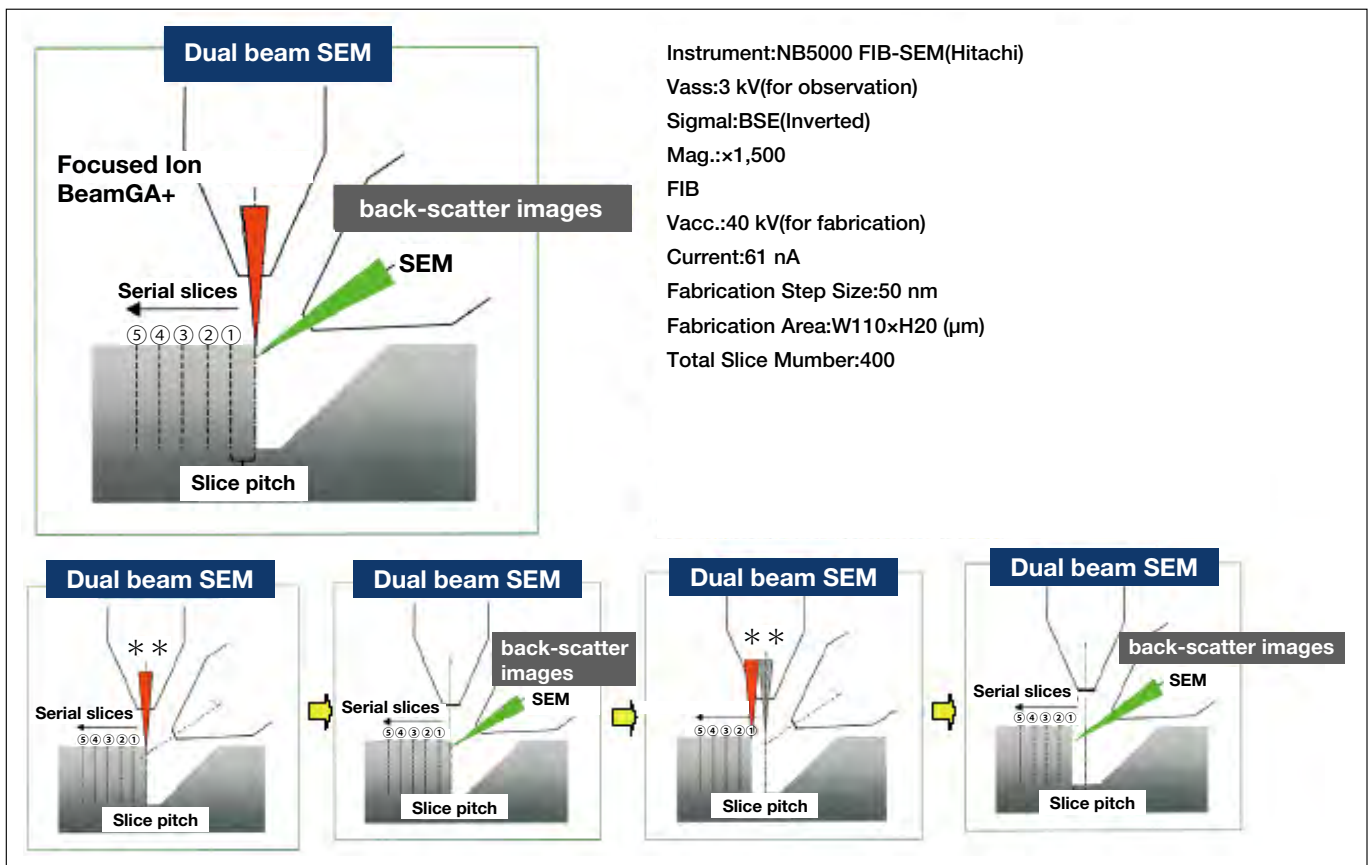 Dual beam SEM
Focused Ion
BeamGA+
back-scatter images
SEM
Serial slices
⑤④③②①
Slice pitch
Instrument:NB5000 FIB-SEM(Hitachi)
Vass:3 kV(for observation)
Sigmal:BSE(Inverted)
Mag.:×1,500
FIB
Vacc.:40 kV(for fabrication)
Current:61 nA
Fabrication Step Size:50 nm
Fabrication Area:W110×H20 (µm)
Total Slice Mumber:400
Dual beam SEM
＊＊
Serial slices
⑤④③②①
Slice pitch
Dual beam SEM
back-scatter
images
SEM
Serial slices
⑤④③②①
Slice pitch
Dual beam SEM
＊＊
⑤④③②①
Slice pitch
Dual beam SEM
back-scatter images
SEM
Serial slices
⑤④③②①
Slice pitch